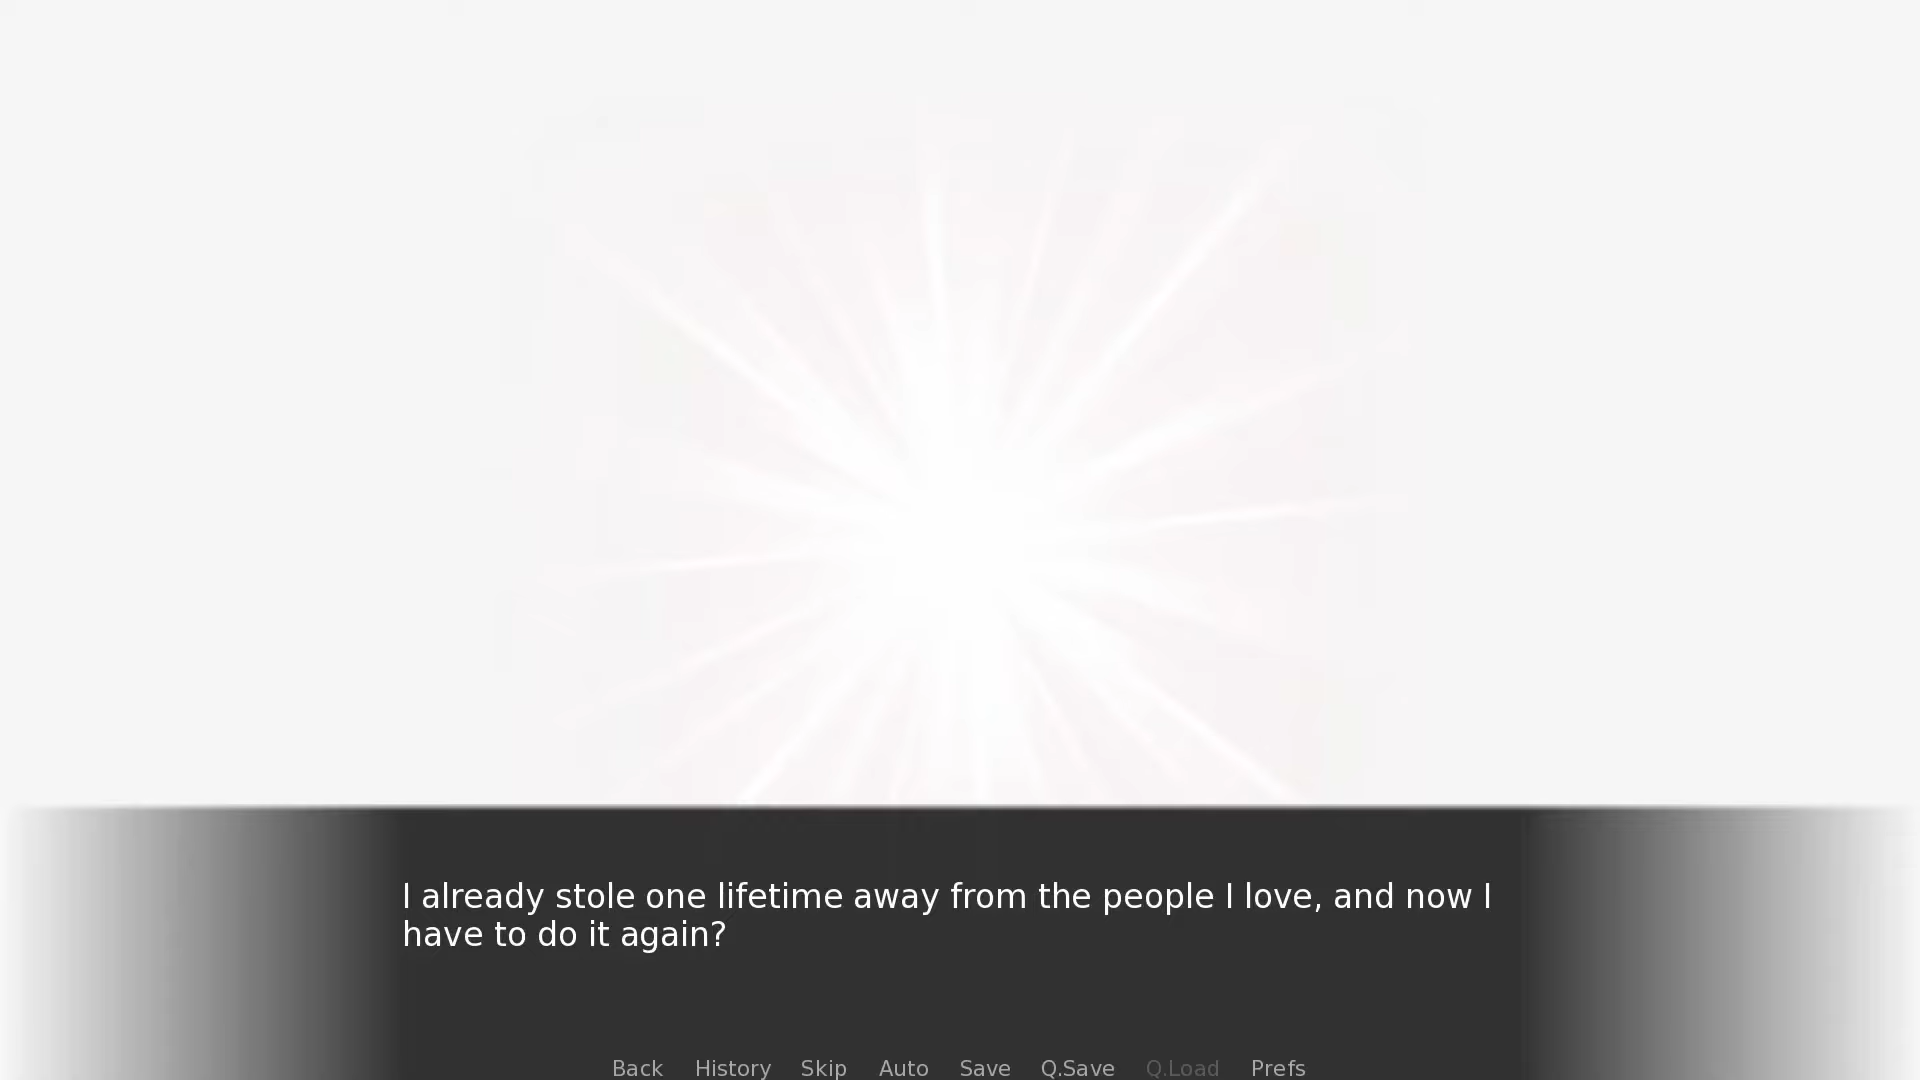 I already stole one lifetime away from the people I love, and now I
have to do it again?
Back History Skip Auto Save Q.Save Q.Load Prefs